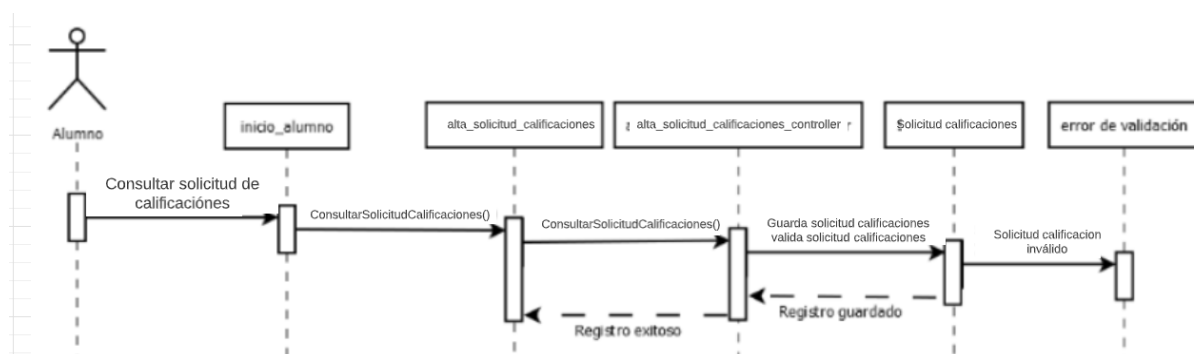 Alumno
inicio_alumno
alta_solicitud_calificaciones
alta_solicitud_calificaciones_controller
Solicitud calificaciones
error de validación
Consultar solicitud de
calificaciónes
ConsultarSolicitudCalificaciones()
ConsultarSolicitudCalificaciones()
Guarda solicitud calificaciones
valida solicitud calificaciones
Solicitud calificacion
inválido
Registro guardado
Registro exitoso